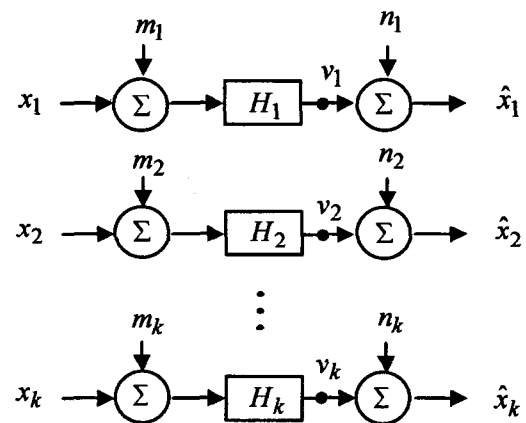 m₁ n₁
x₁ Σ H₁ v₁ Σ x̂₁
m₂ n₂
x₂ Σ H₂ v₂ Σ x̂₂
mₖ nₖ
xₖ Σ Hₖ vₖ Σ x̂ₖ